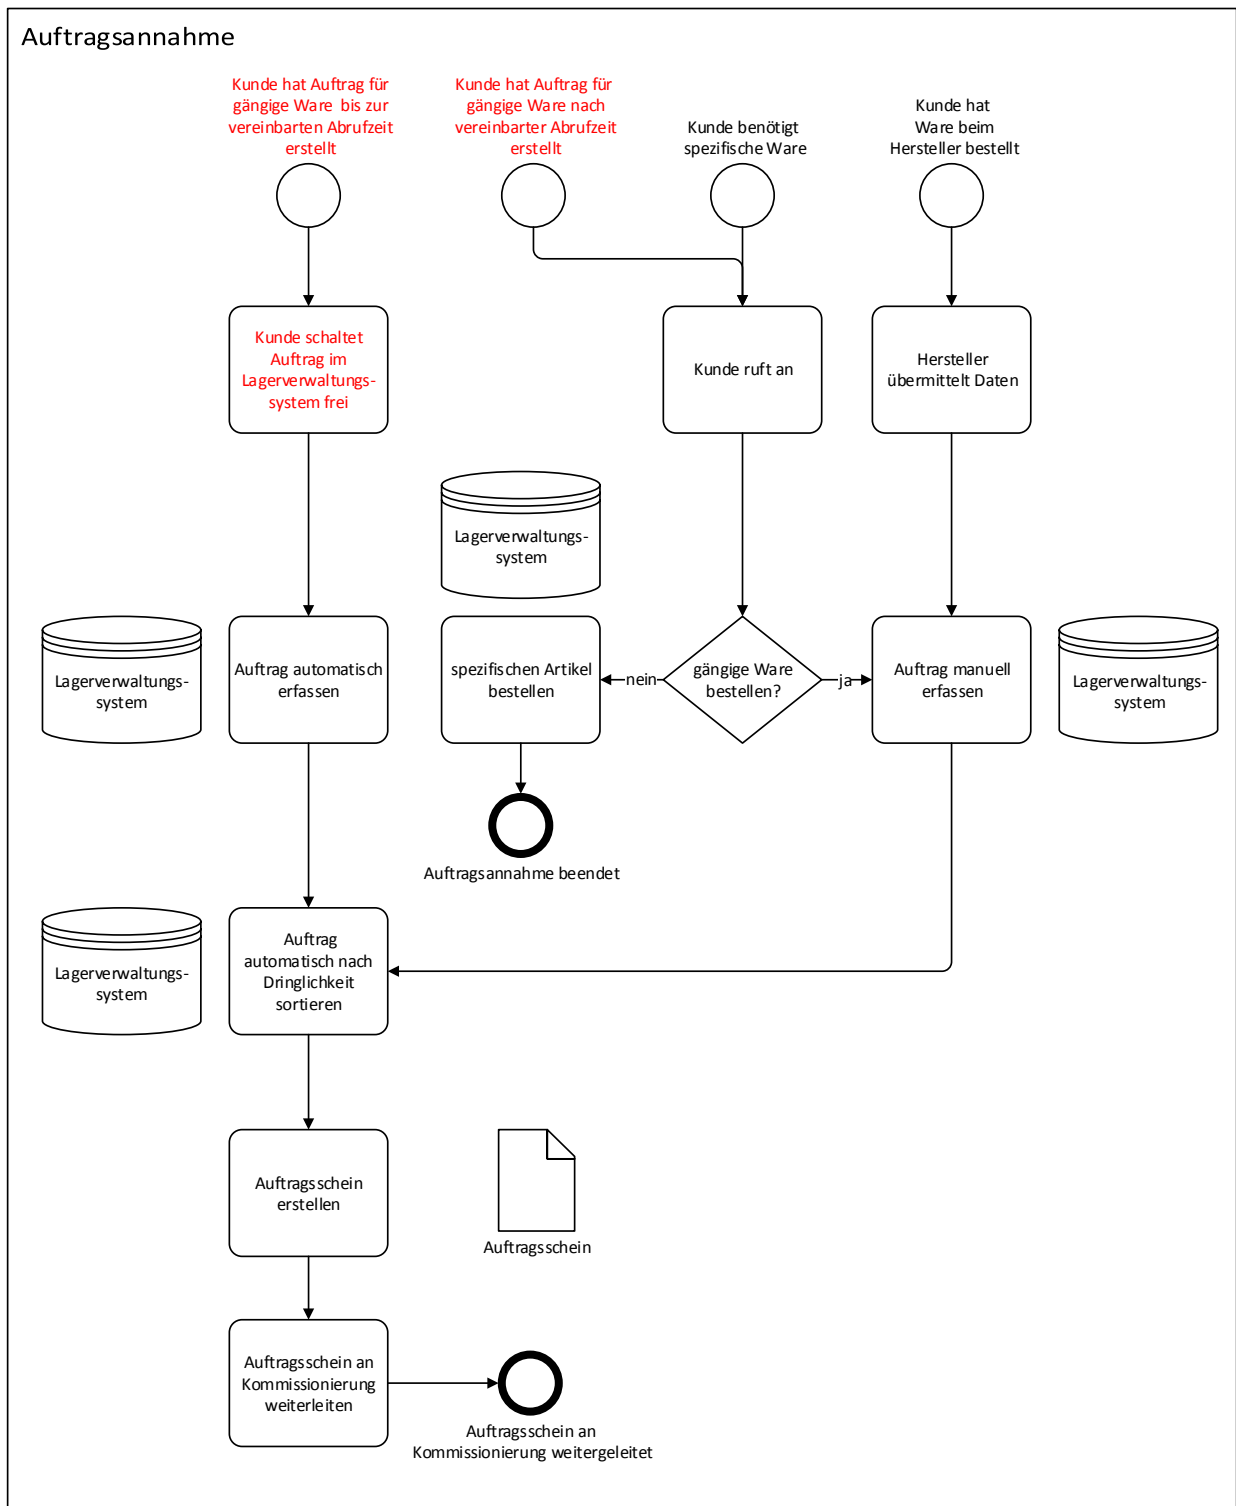 Auftragsannahme
Kunde hat Auftrag für
gängige Ware bis zur
vereinbarten Abrufzeit
erstellt
Kunde hat Auftrag für
gängige Ware nach
vereinbarter Abrufzeit
erstellt
Kunde benötigt
spezifische Ware
Kunde hat
Ware beim
Hersteller bestellt
Kunde schaltet
Auftrag im
Lagerverwaltungs-
system frei
Kunde ruft an
Hersteller
übermittelt Daten
Lagerverwaltungs-
system
Lagerverwaltungs-
system
Auftrag automatisch
erfassen
spezifischen Artikel
bestellen
nein
gängige Ware
bestellen?
ja
Auftrag manuell
erfassen
Lagerverwaltungs-
system
Auftragsannahme beendet
Lagerverwaltungs-
system
Auftrag
automatisch nach
Dringlichkeit
sortieren
Auftragsschein
erstellen
Auftragsschein
Auftragsschein an
Kommissionierung
weiterleiten
Auftragsschein an
Kommissionierung weitergeleitet